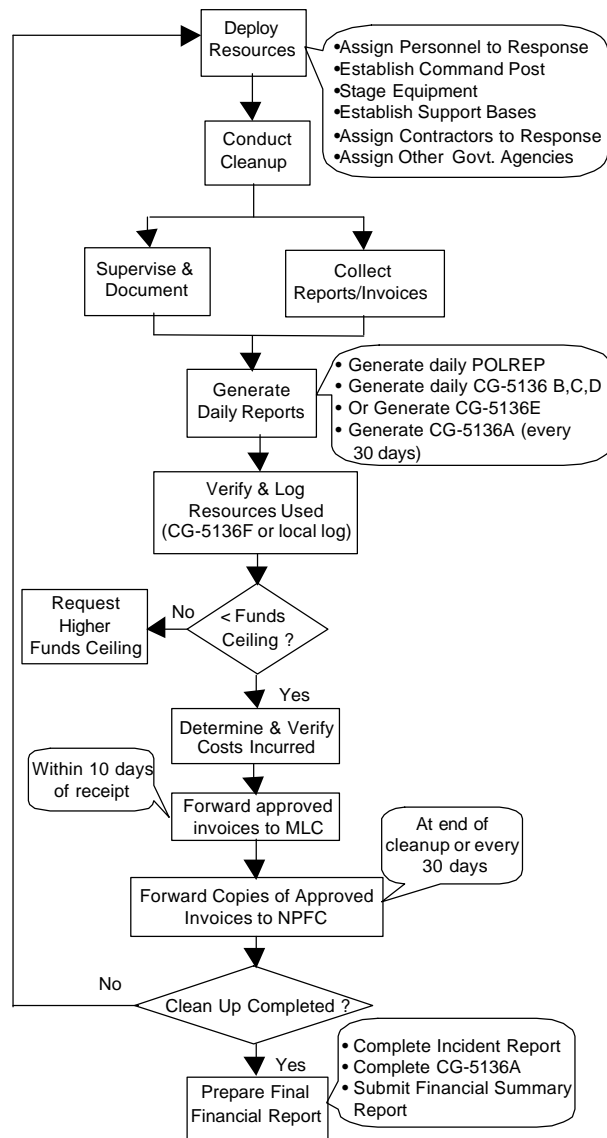 Deploy
Resources
•Assign Personnel to Response
•Establish Command Post
•Stage Equipment
•Establish Support Bases
•Assign Contractors to Response
•Assign Other Govt. Agencies
Conduct
Cleanup
Supervise &
Document
Collect
Reports/Invoices
Generate
Daily Reports
• Generate daily POLREP
• Generate daily CG-5136 B,C,D
• Or Generate CG-5136E
• Generate CG-5136A (every
30 days)
Verify & Log
Resources Used
(CG-5136F or local log)
< Funds
Ceiling ?
No
Request
Higher
Funds Ceiling
Yes
Determine & Verify
Costs Incurred
Within 10 days
of receipt
Forward approved
invoices to MLC
At end of
cleanup or every
30 days
Forward Copies of Approved
Invoices to NPFC
No
Clean Up Completed ?
Yes
Prepare Final
Financial Report
• Complete Incident Report
• Complete CG-5136A
• Submit Financial Summary
Report